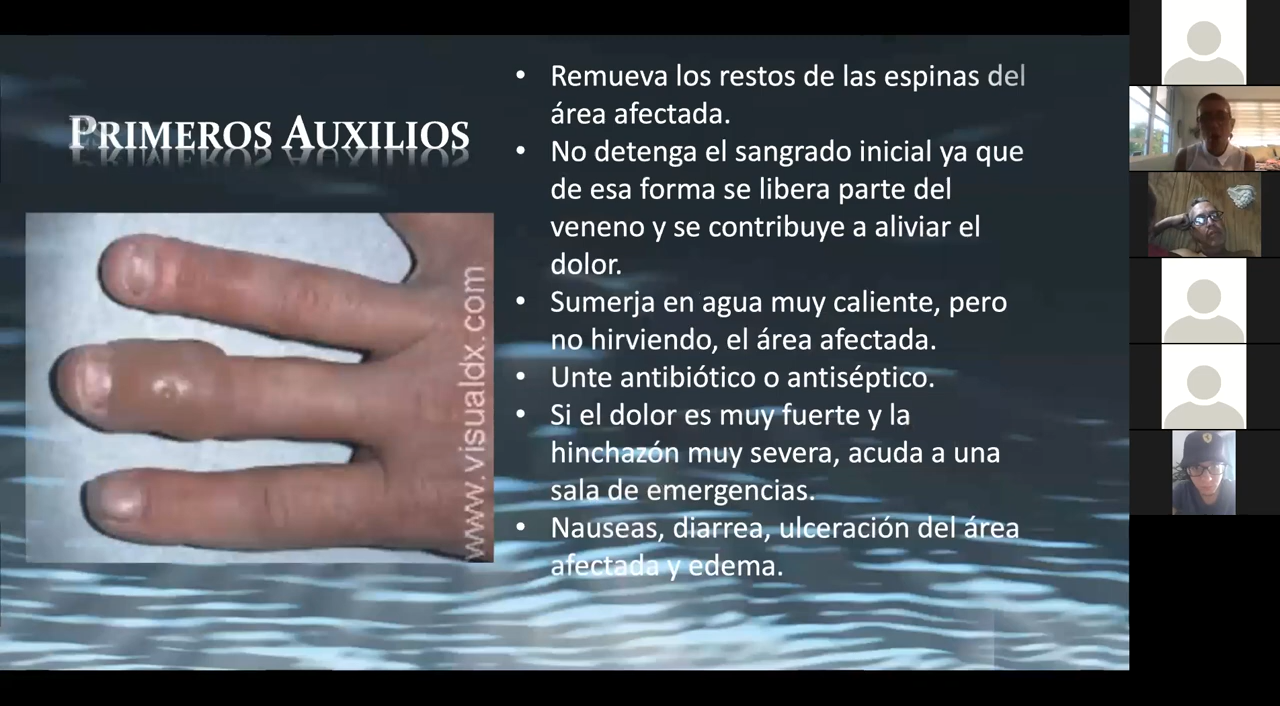 PRIMEROS AUXILIOS
www.visualdx.com
• Remueva los restos de las espinas del
área afectada.
• No detenga el sangrado inicial ya que
de esa forma se libera parte del
veneno y se contribuye a aliviar el
dolor.
• Sumerja en agua muy caliente, pero
no hirviendo, el área afectada.
• Unte antibiótico o antiséptico.
• Si el dolor es muy fuerte y la
hinchazón muy severa, acuda a una
sala de emergencias.
• Nauseas, diarrea, ulceración del área
afectada y edema.